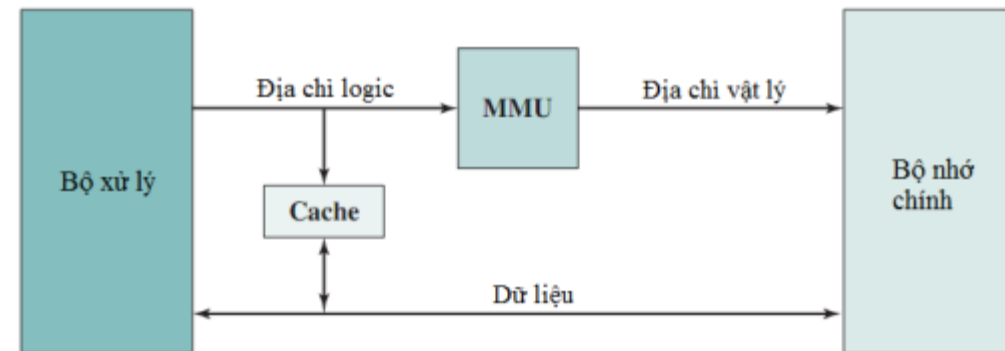 Địa chỉ logic
MMU
Địa chỉ vật lý
Bộ xử lý
Cache
Bộ nhớ
chính
Dữ liệu